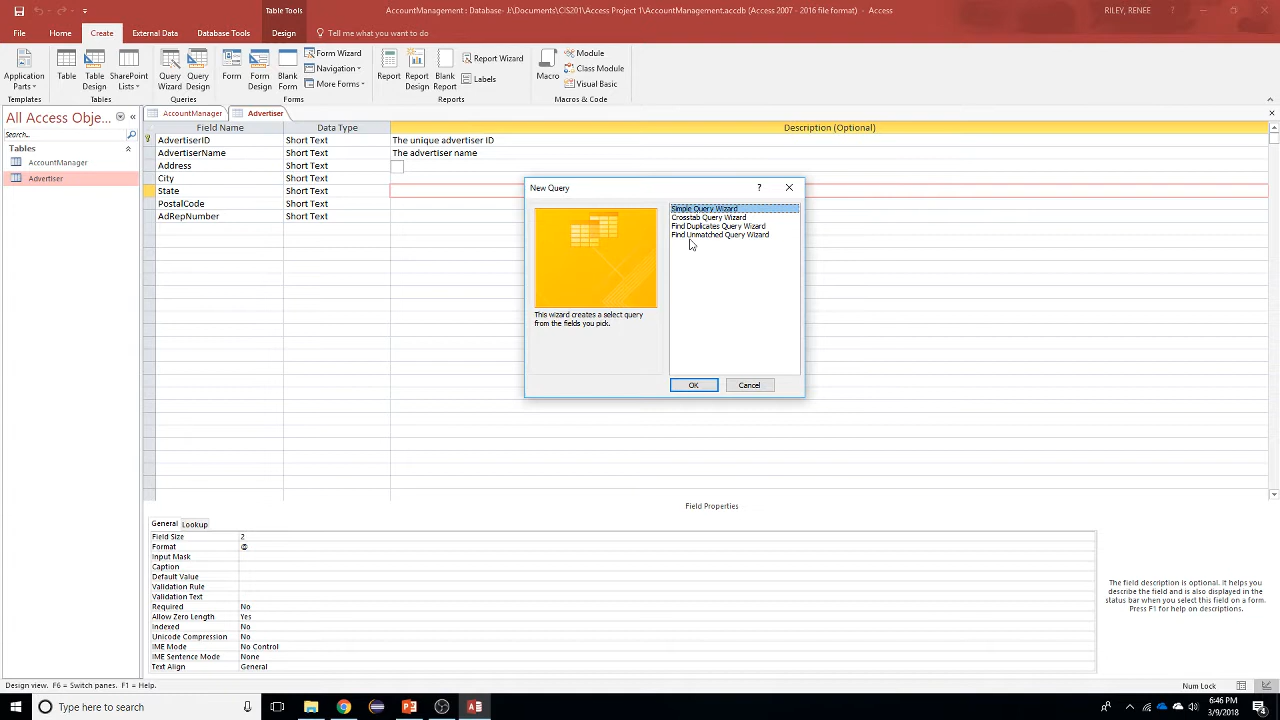 Table Tools
AccountManagement : Database- J:\Documents\CIS201\Access Project 1\AccountManagement.accdb (Access 2007 - 2016 file format) - Access
RILEY, RENEE
File Home Create External Data Database Tools Design Tell me what you want to do
Application Parts
Table
Table Design
SharePoint Lists
Query Wizard
Query Design
Form
Form Design
Blank Form
Form Wizard
Navigation
More Forms
Report
Report Design
Blank Report
Report Wizard
Labels
Macro
Module
Class Module
Visual Basic
Templates Tables Queries Forms Reports Macros & Code
All Access Obje...
Search...
Tables
AccountManager
Advertiser
AccountManager Advertiser
Field Name Data Type Description (Optional)
AdvertiserID Short Text The unique advertiser ID
AdvertiserName Short Text The advertiser name
Address Short Text
City Short Text
State Short Text
PostalCode Short Text
AdRepNumber Short Text
New Query
?
Simple Query Wizard
Crosstab Query Wizard
Find Duplicates Query Wizard
Find Unmatched Query Wizard
This wizard creates a select query
from the fields you pick.
OK Cancel
Field Properties
General Lookup
Field Size 2
Format @
Input Mask
Caption
Default Value
Validation Rule
Validation Text
Required No
Allow Zero Length Yes
Indexed No
Unicode Compression No
IME Mode No Control
IME Sentence Mode None
Text Align General
The field description is optional. It helps you
describe the field and is also displayed in the
status bar when you select this field on a form.
Press F1 for help on descriptions.
Design view. F6 = Switch panes. F1 = Help.
Num Lock
Type here to search
6:46 PM
3/9/2018